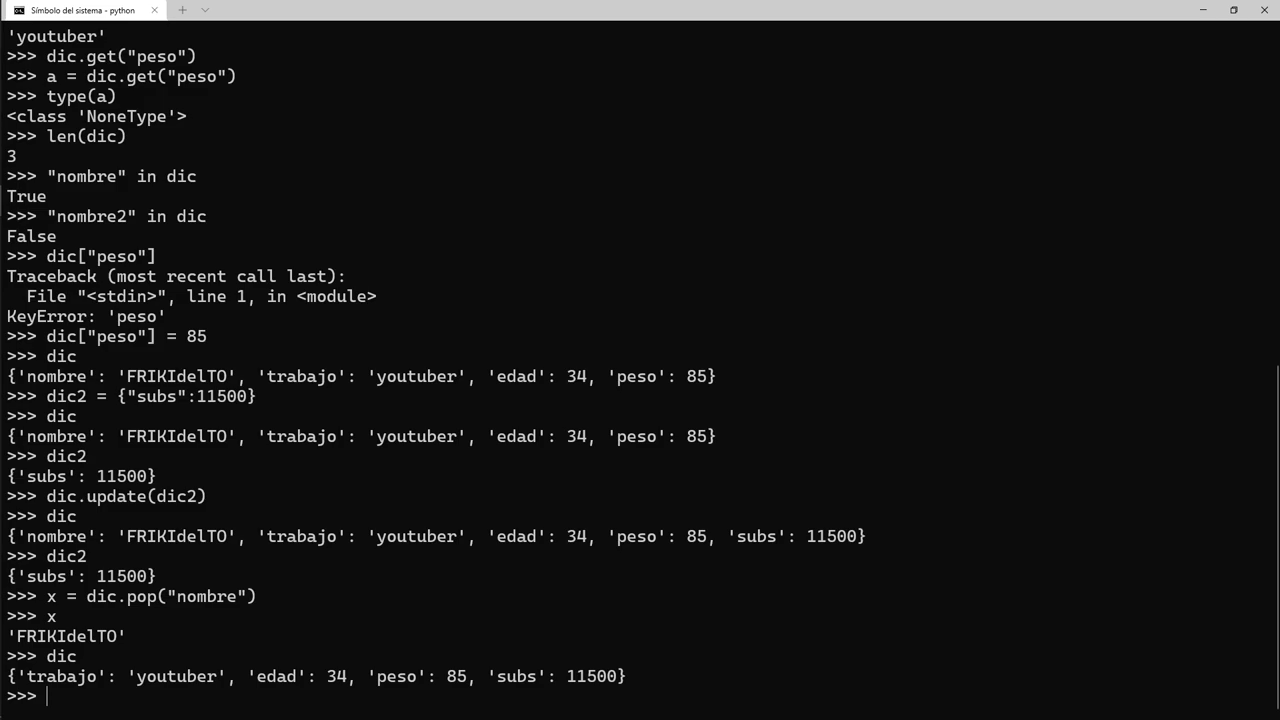 Símbolo del sistema - python
'youtuber'
>>> dic.get("peso")
>>> a = dic.get("peso")
>>> type(a)
<class 'NoneType'>
>>> len(dic)
3
>>> "nombre" in dic
True
>>> "nombre2" in dic
False
>>> dic["peso"]
Traceback (most recent call last):
  File "<stdin>", line 1, in <module>
KeyError: 'peso'
>>> dic["peso"] = 85
>>> dic
{'nombre': 'FRIKIdelTO', 'trabajo': 'youtuber', 'edad': 34, 'peso': 85}
>>> dic2 = {"subs":11500}
>>> dic
{'nombre': 'FRIKIdelTO', 'trabajo': 'youtuber', 'edad': 34, 'peso': 85}
>>> dic2
{'subs': 11500}
>>> dic.update(dic2)
>>> dic
{'nombre': 'FRIKIdelTO', 'trabajo': 'youtuber', 'edad': 34, 'peso': 85, 'subs': 11500}
>>> dic2
{'subs': 11500}
>>> x = dic.pop("nombre")
>>> x
'FRIKIdelTO'
>>> dic
{'trabajo': 'youtuber', 'edad': 34, 'peso': 85, 'subs': 11500}
>>>